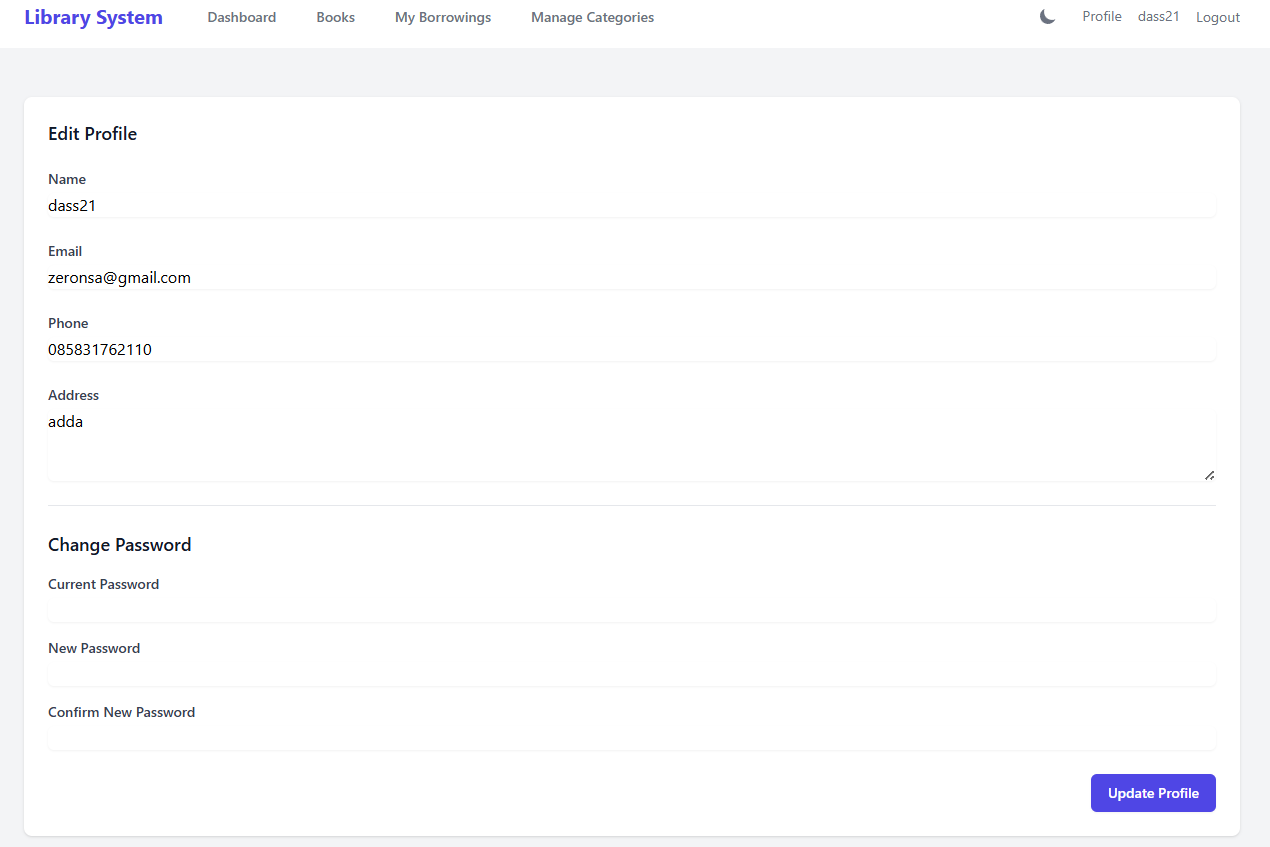 Library System Dashboard Books My Borrowings Manage Categories Profile dass21 Logout
Edit Profile
Name
dass21
Email
zeronsa@gmail.com
Phone
085831762110
Address
adda
Change Password
Current Password
New Password
Confirm New Password
Update Profile